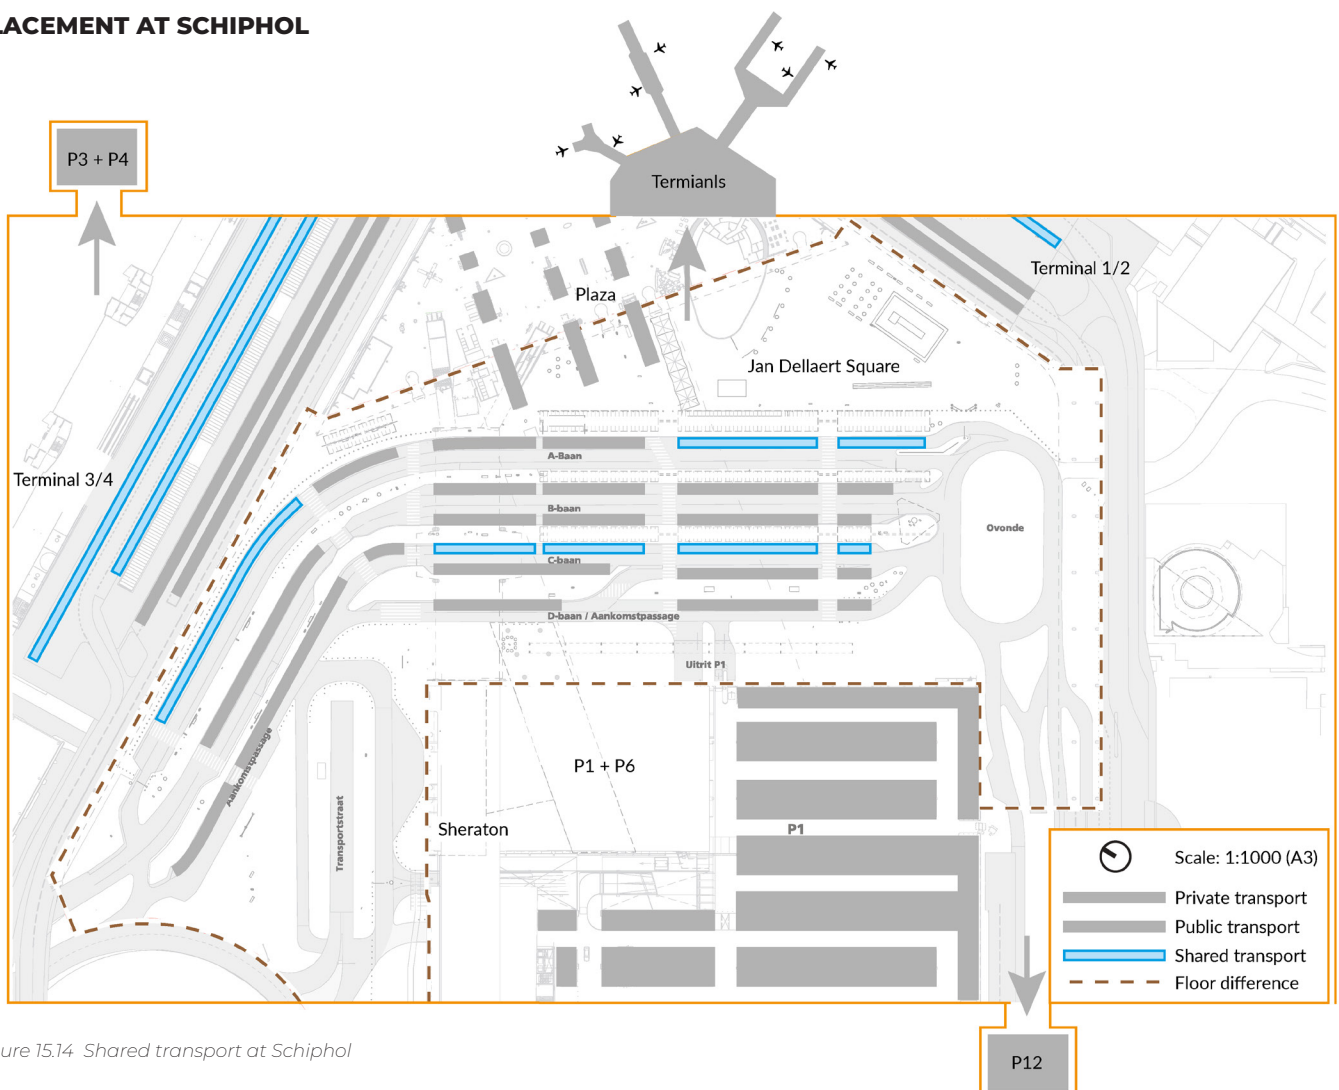 LACEMENT AT SCHIPHOL
P3 + P4
Termianls
Terminal 1/2
Plaza
Jan Dellaert Square
Terminal 3/4
A-Baan
B-baan
Ovonde
C-baan
D-baan / Aankomstpassage
Uitrit P1
P1 + P6
Aankomstpassage
Transportstraat
Sheraton
P1
Scale: 1:1000 (A3)
Private transport
Public transport
Shared transport
Floor difference
ure 15.14 Shared transport at Schiphol
P12